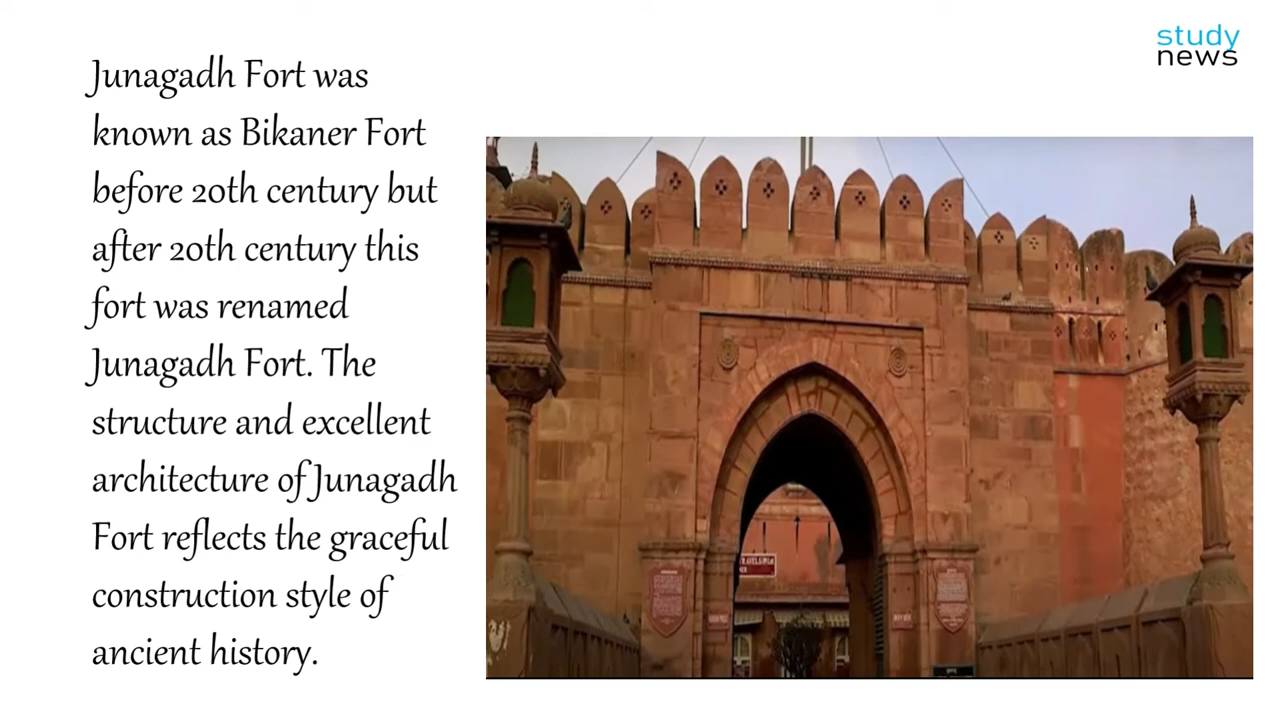 study
news
Junagadh Fort was
known as Bikaner Fort
before 20th century but
after 20th century this
fort was renamed
Junagadh Fort. The
structure and excellent
architecture of Junagadh
Fort reflects the graceful
construction style of
ancient history.